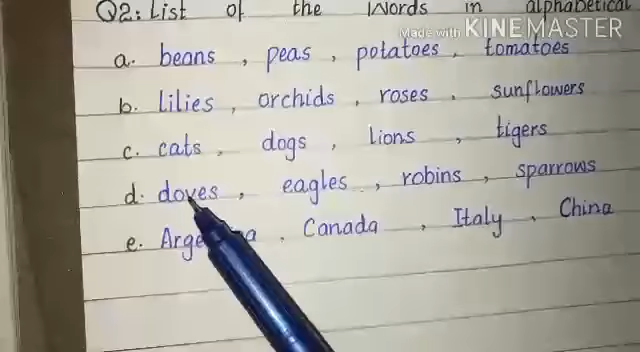 Q2: List of the Words in alphabetical
Made with KINEMASTER
a. beans , peas , potatoes , tomatoes
b. lilies , orchids , roses , sunflowers
c. cats , dogs , lions , tigers
d. doves , eagles , robins , sparrows
e. , Canada , Italy , China